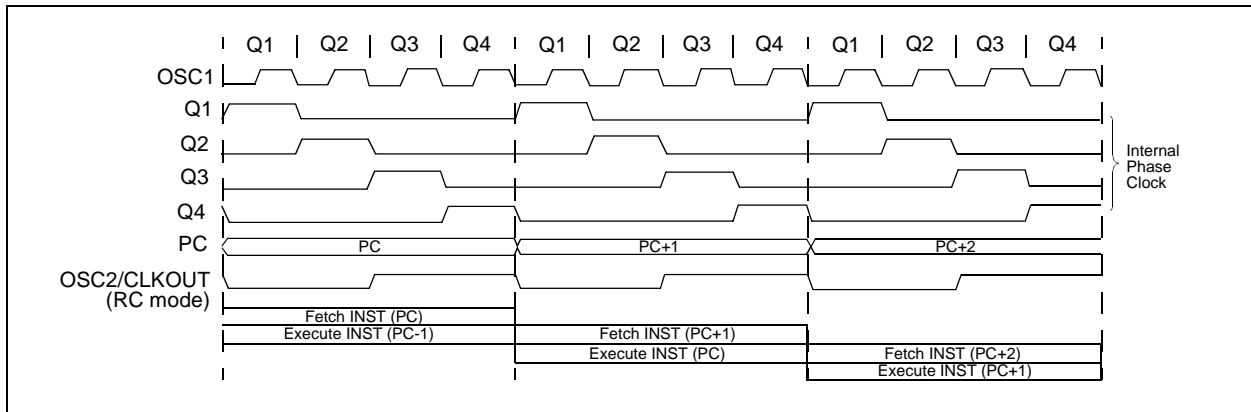 Q1 Q2 Q3 Q4 Q1 Q2 Q3 Q4 Q1 Q2 Q3 Q4
OSC1
Q1
Q2
Q3
Q4
Internal
Phase
Clock
PC PC PC+1 PC+2
OSC2/CLKOUT
(RC mode)
Fetch INST (PC)
Execute INST (PC-1) Fetch INST (PC+1)
Execute INST (PC) Fetch INST (PC+2)
Execute INST (PC+1)